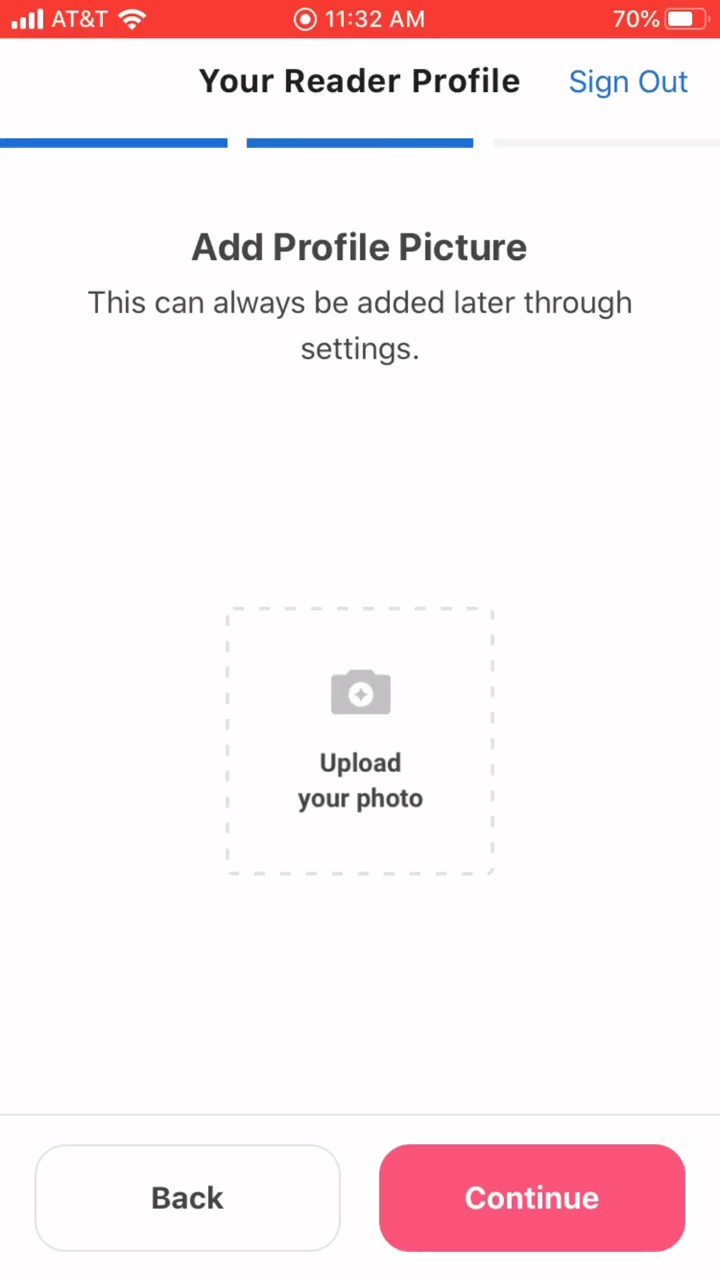 AT&T 11:32 AM 70%
Your Reader Profile Sign Out
Add Profile Picture
This can always be added later through
settings.
Upload
your photo
Back Continue